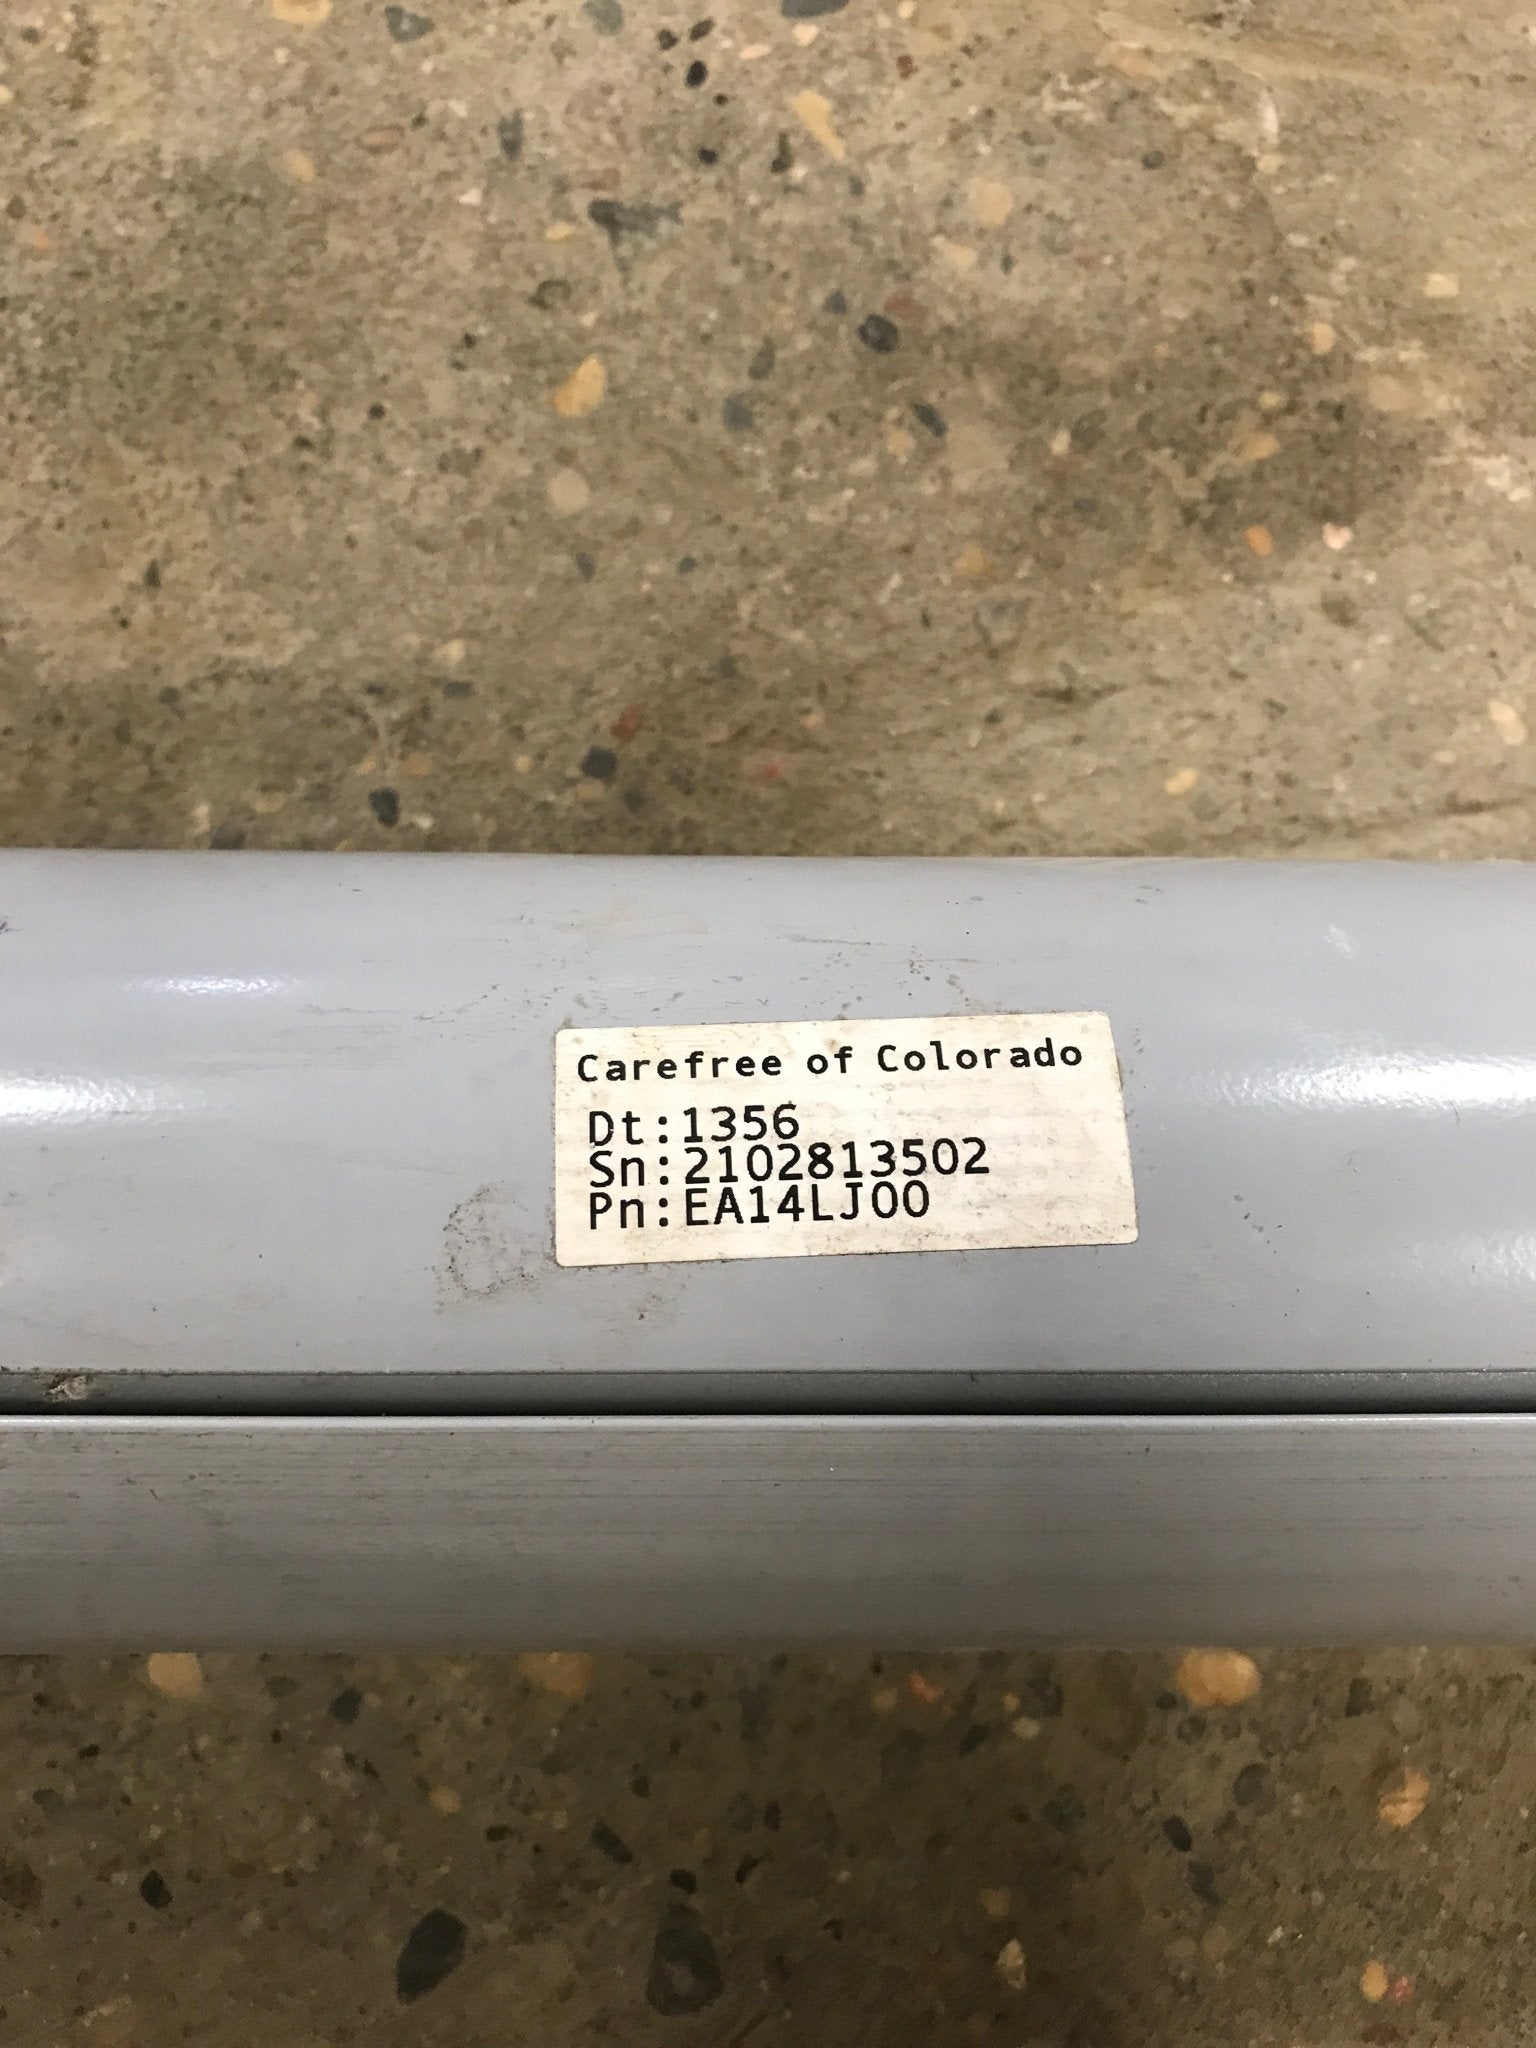 Carefree of Colorado
Dt:1356
Sn:2102813502
Pn:EA14LJ00